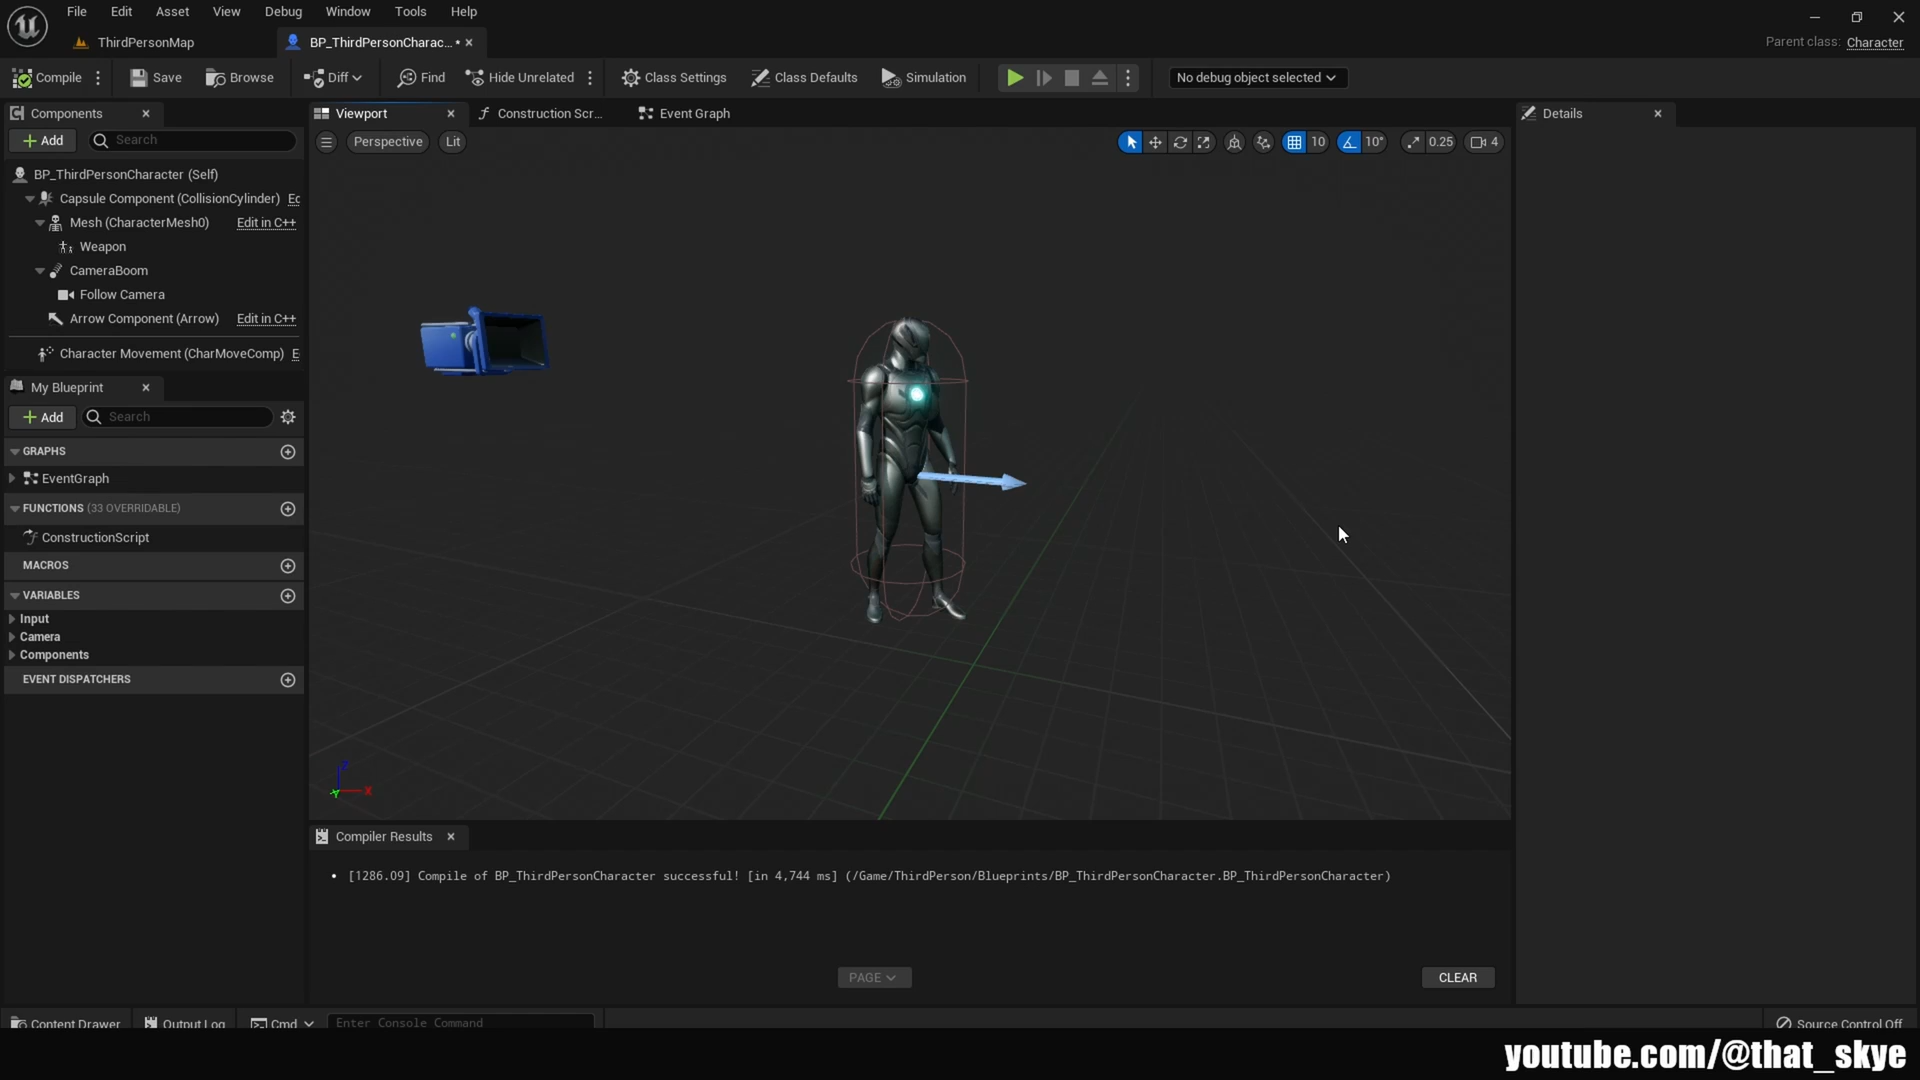 File Edit Asset View Debug Window Tools Help
ThirdPersonMap
BP_ThirdPersonCharac... •
Parent class: Character
Compile Save Browse Diff Find Hide Unrelated Class Settings Class Defaults Simulation No debug object selected
Components
Add Search
BP_ThirdPersonCharacter (Self)
Capsule Component (CollisionCylinder) Ec
Mesh (CharacterMesh0) Edit in C++
Weapon
CameraBoom
Follow Camera
Arrow Component (Arrow) Edit in C++
Character Movement (CharMoveComp) E
My Blueprint
Add Search
GRAPHS
EventGraph
FUNCTIONS (33 OVERRIDABLE)
ConstructionScript
MACROS
VARIABLES
Input
Camera
Components
EVENT DISPATCHERS
Viewport Construction Scr... Event Graph
Perspective Lit 10 10° 0.25 4
Z
X
Y
Details
Compiler Results
• [1286.09] Compile of BP_ThirdPersonCharacter successful! [in 4,744 ms] (/Game/ThirdPerson/Blueprints/BP_ThirdPersonCharacter.BP_ThirdPersonCharacter)
PAGE CLEAR
Content Drawer Output Log Cmd Enter Console Command Source Control Off
youtube.com/@that_skye